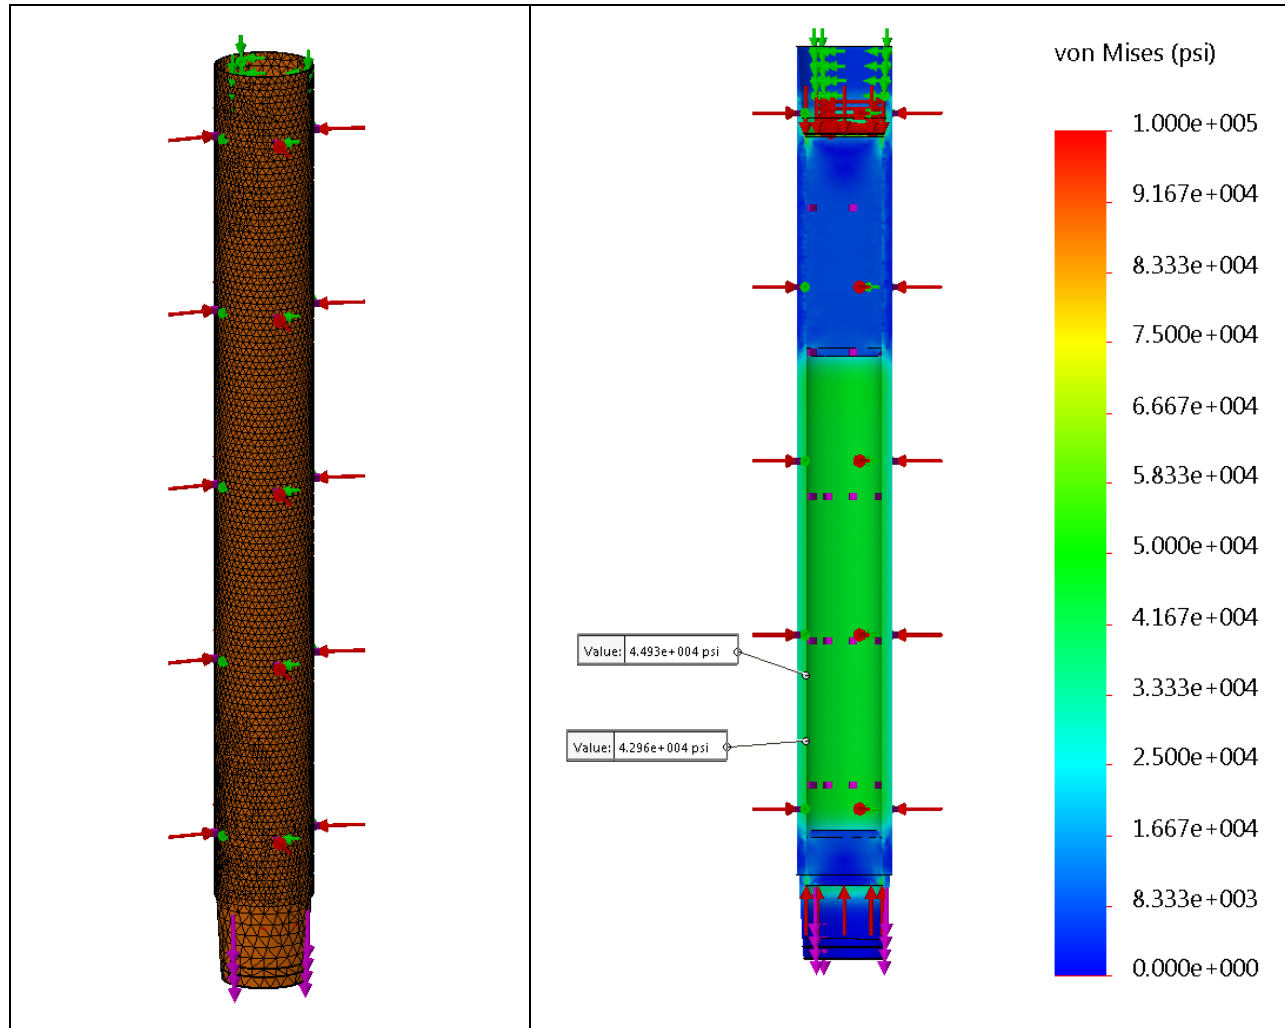 von Mises (psi)
1.000e+005
9.167e+004
8.333e+004
7.500e+004
6.667e+004
5.833e+004
5.000e+004
4.167e+004
3.333e+004
2.500e+004
1.667e+004
8.333e+003
0.000e+000
Value: 4.493e+004 psi
Value: 4.296e+004 psi